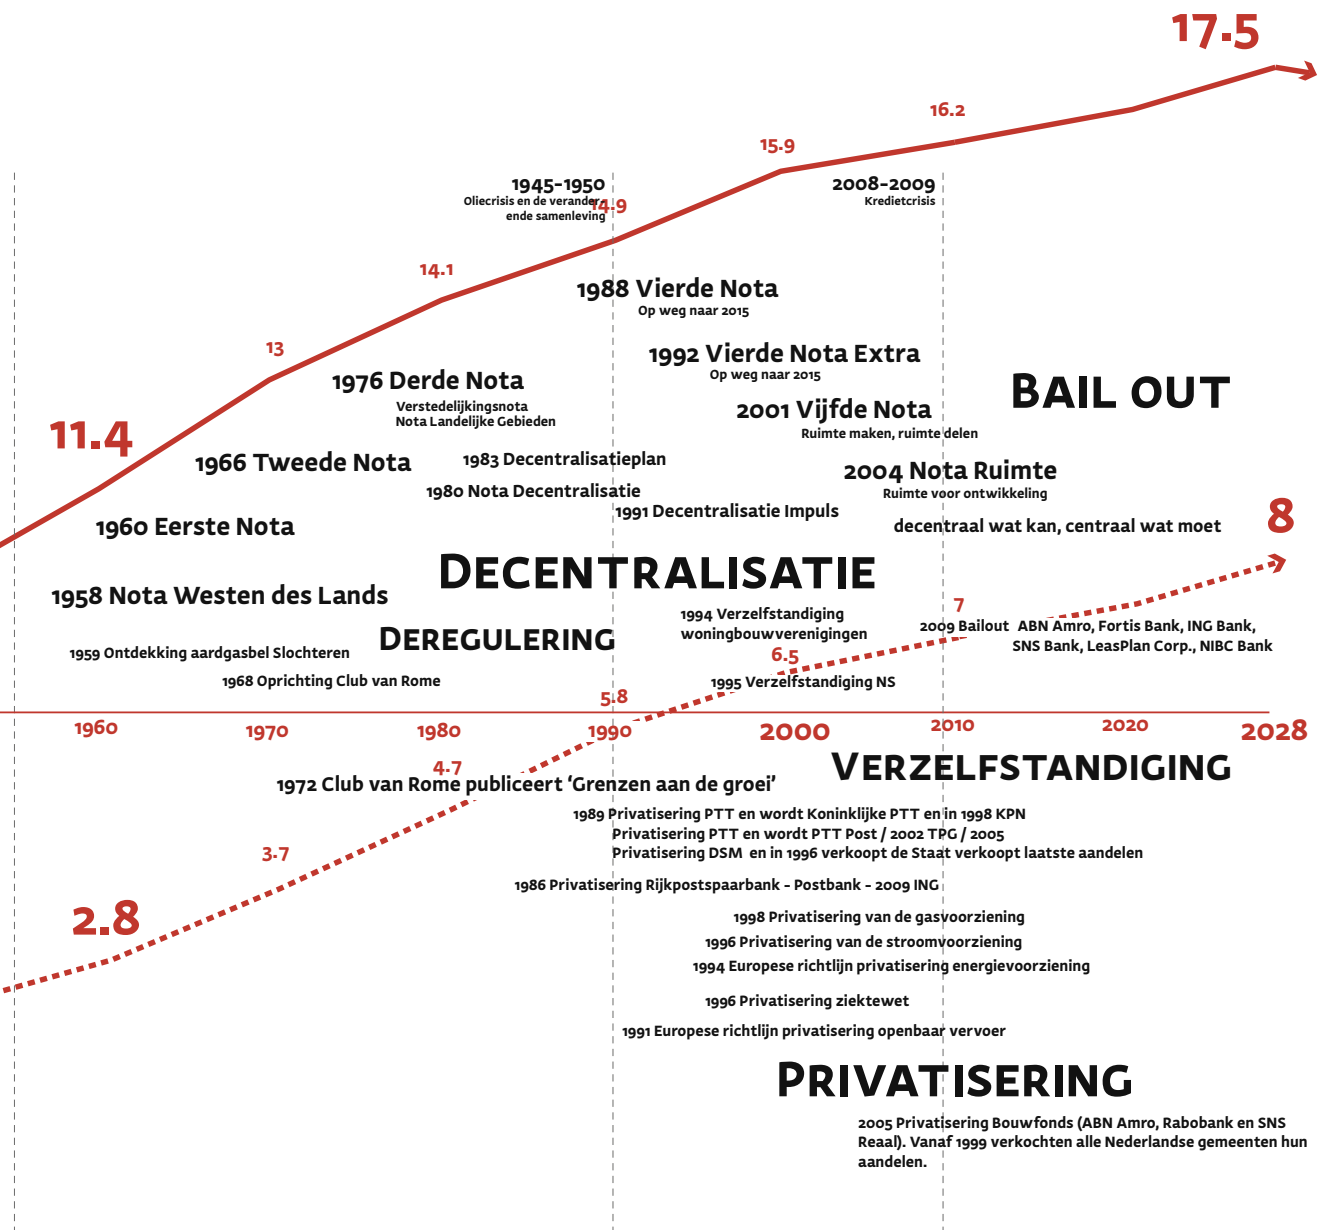 17.5
16.2
15.9
1945-1950
Oliecrisis en de verander-
ende samenleving
14.9
2008-2009
Kredietcrisis
14.1
1988 Vierde Nota
Op weg naar 2015
13
1992 Vierde Nota Extra
Op weg naar 2015
1976 Derde Nota
Verstedelijkingsnota
Nota Landelijke Gebieden
BAIL OUT
2001 Vijfde Nota
Ruimte maken, ruimte delen
11.4
1966 Tweede Nota
1983 Decentralisatieplan
2004 Nota Ruimte
Ruimte voor ontwikkeling
1980 Nota Decentralisatie
1991 Decentralisatie Impuls
1960 Eerste Nota
decentraal wat kan, centraal wat moet
8
DECENTRALISATIE
1958 Nota Westen des Lands
1994 Verzelfstandiging
woningbouwverenigingen
7
2009 Bailout ABN Amro, Fortis Bank, ING Bank,
SNS Bank, LeasPlan Corp., NIBC Bank
DEREGULERING
1959 Ontdekking aardgasbel Slochteren
6.5
1968 Oprichting Club van Rome
1995 Verzelfstandiging NS
5.8
1960
1970
1980
1990
2000
2010
2020
2028
4.7
VERZELFSTANDIGING
1972 Club van Rome publiceert ‘Grenzen aan de groei’
1989 Privatisering PTT en wordt Koninklijke PTT en in 1998 KPN
Privatisering PTT en wordt PTT Post / 2002 TPG / 2005
Privatisering DSM en in 1996 verkoopt de Staat verkoopt laatste aandelen
3.7
1986 Privatisering Rijkpostspaarbank - Postbank - 2009 ING
2.8
1998 Privatisering van de gasvoorziening
1996 Privatisering van de stroomvoorziening
1994 Europese richtlijn privatisering energievoorziening
1996 Privatisering ziektewet
1991 Europese richtlijn privatisering openbaar vervoer
PRIVATISERING
2005 Privatisering Bouwfonds (ABN Amro, Rabobank en SNS
Reaal). Vanaf 1999 verkochten alle Nederlandse gemeenten hun
aandelen.